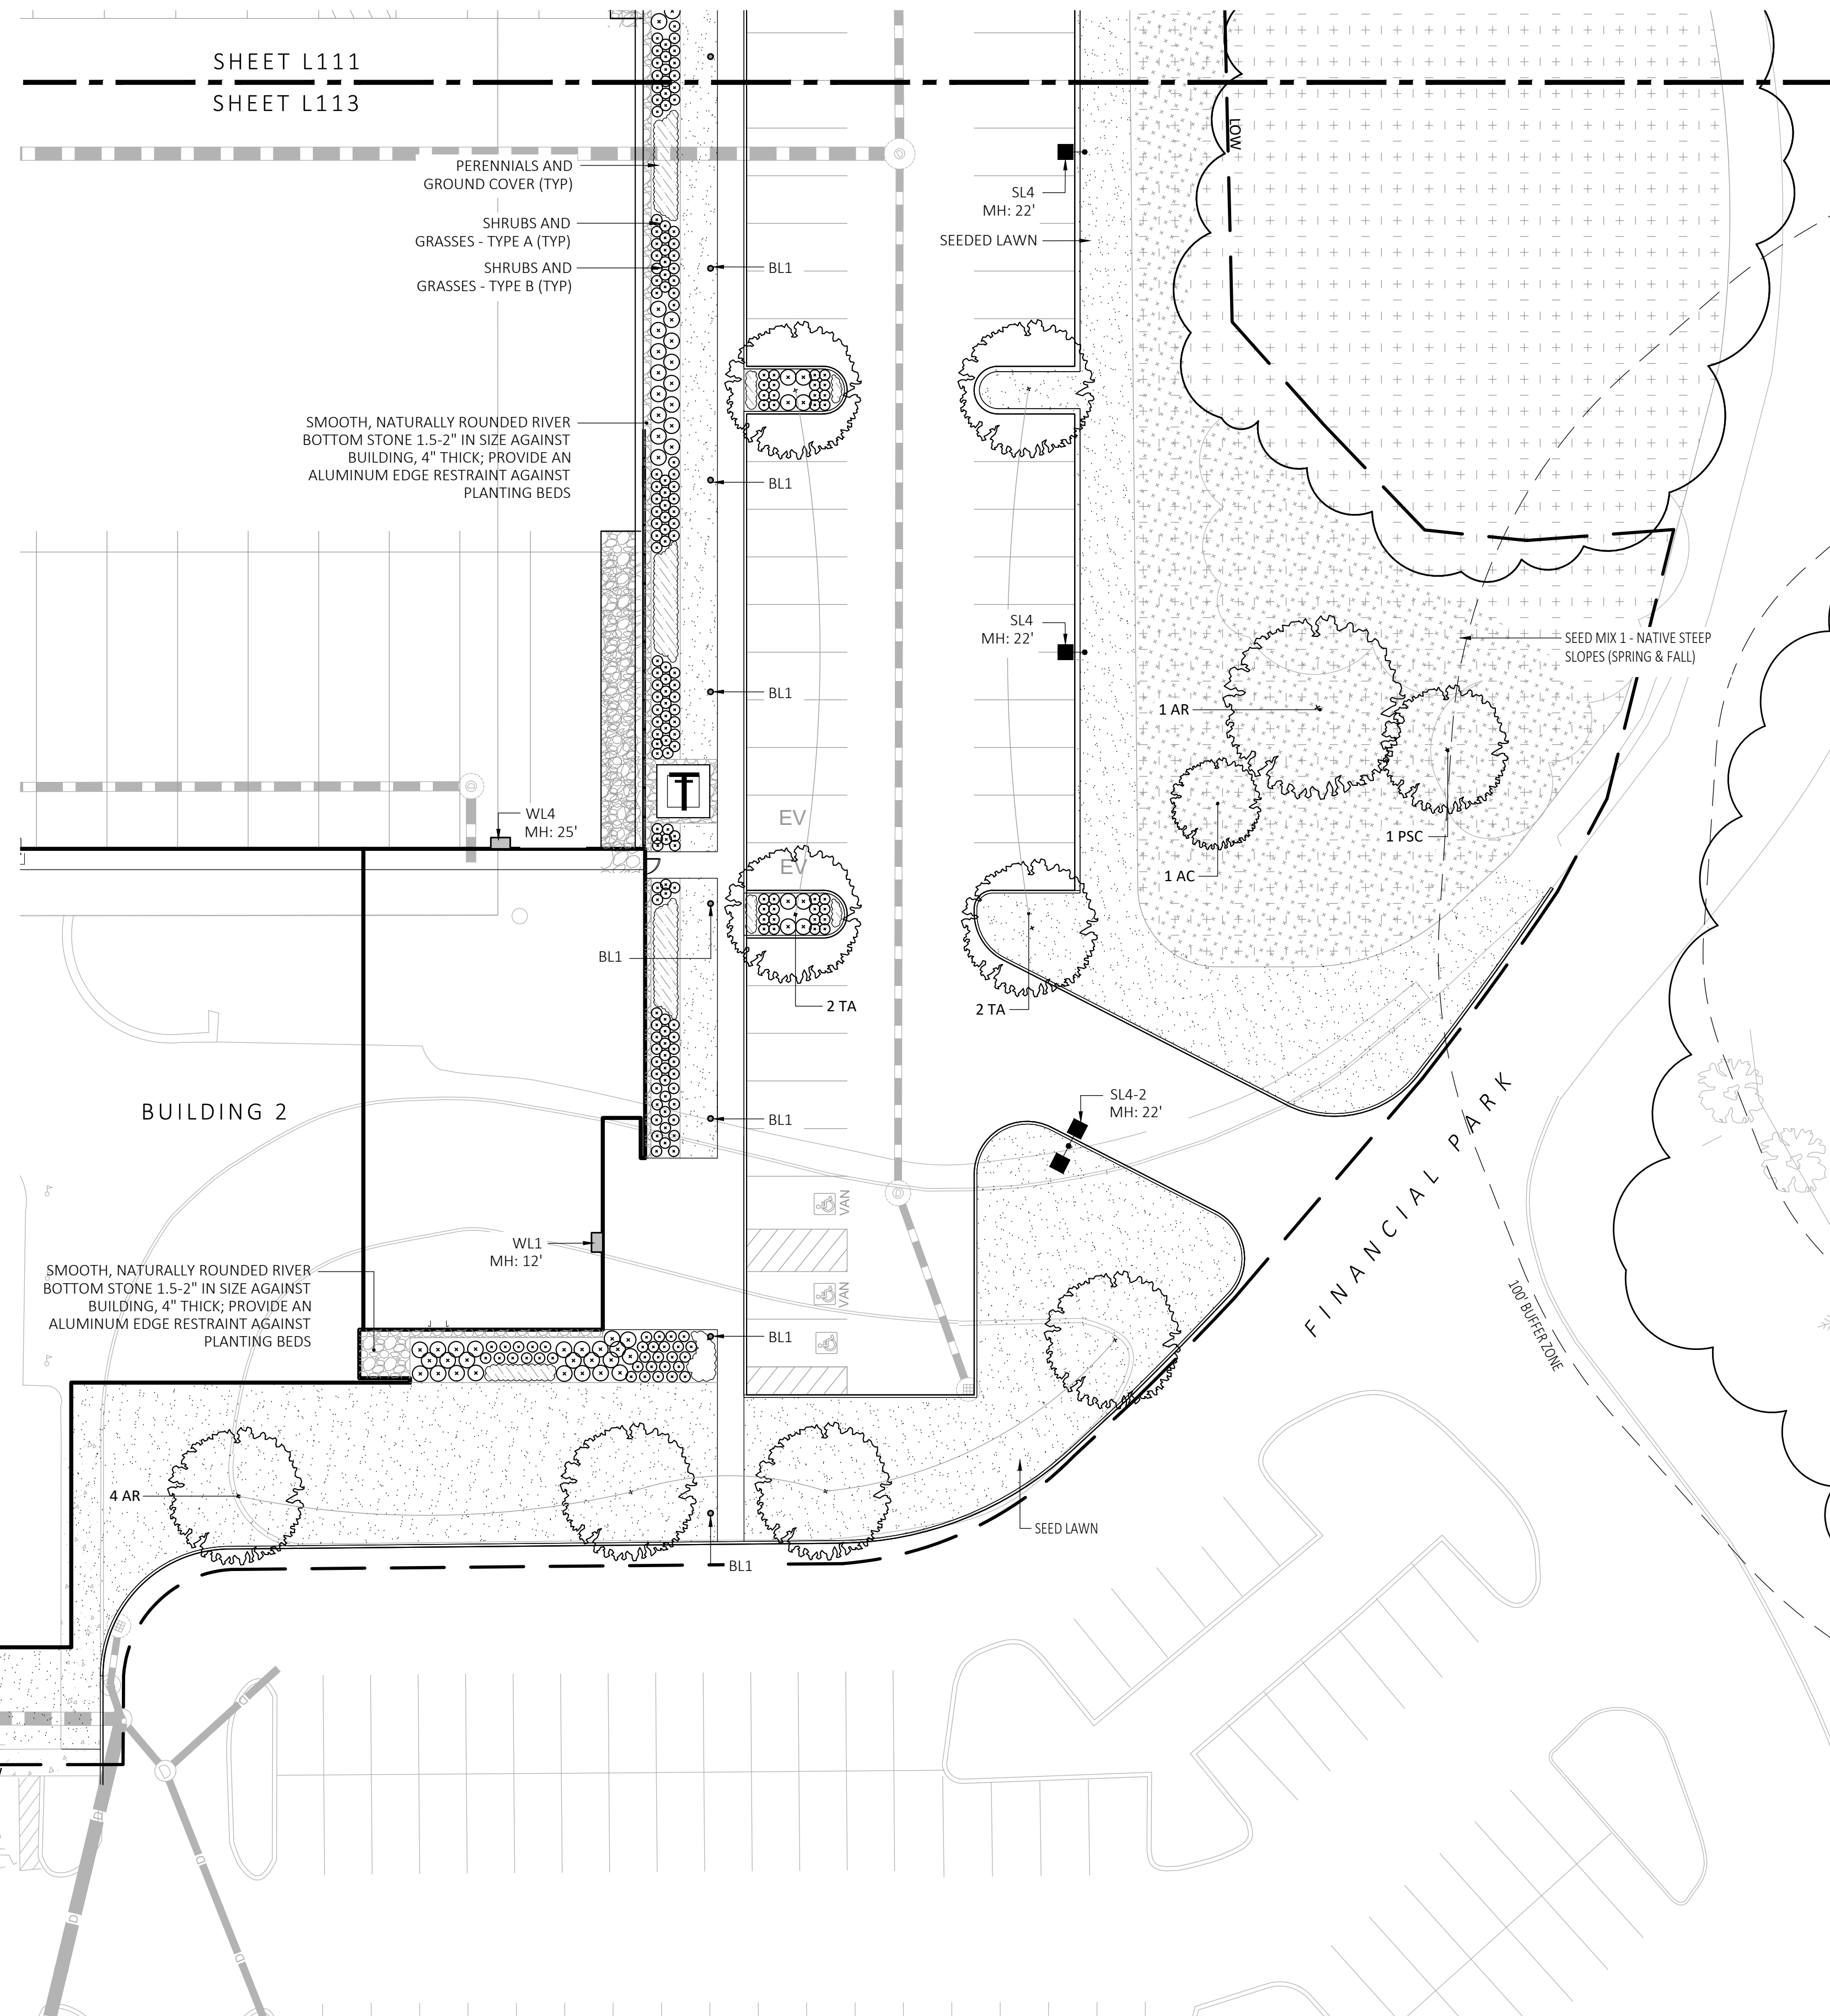 SHEET L111
SHEET L113
LOW
PERENNIALS AND
GROUND COVER (TYP)
SL4
MH: 22'
SHRUBS AND
GRASSES - TYPE A (TYP)
SEEDED LAWN
SHRUBS AND
GRASSES - TYPE B (TYP)
BL1
SMOOTH, NATURALLY ROUNDED RIVER
BOTTOM STONE 1.5-2" IN SIZE AGAINST
BUILDING, 4" THICK; PROVIDE AN
ALUMINUM EDGE RESTRAINT AGAINST
PLANTING BEDS
BL1
SL4
MH: 22'
SEED MIX 1 - NATIVE STEEP
SLOPES (SPRING & FALL)
BL1
1 AR
T
EV
WL4
MH: 25'
1 PSC
EV
1 AC
BL1
2 TA
2 TA
SL4-2
MH: 22'
BUILDING 2
BL1
FINANCIAL PARK
VAN
WL1
MH: 12'
SMOOTH, NATURALLY ROUNDED RIVER
BOTTOM STONE 1.5-2" IN SIZE AGAINST
BUILDING, 4" THICK; PROVIDE AN
ALUMINUM EDGE RESTRAINT AGAINST
PLANTING BEDS
VAN
100' BUFFER ZONE
BL1
4 AR
SEED LAWN
BL1
D
D
D
D
D
D